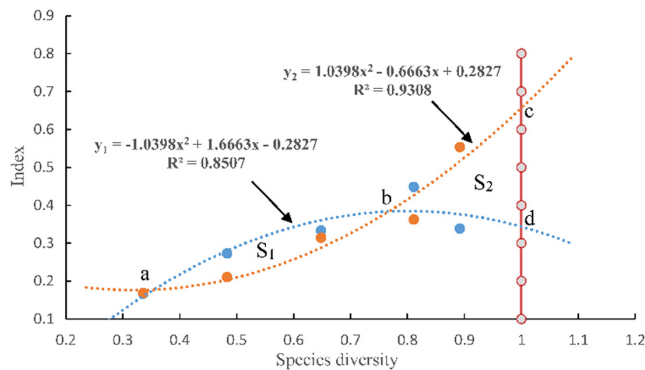 0.9
0.8
0.7
0.6
0.5
0.4
0.3
0.2
0.1
Index
y₂ = 1.0398x² - 0.6663x + 0.2827
R² = 0.9308
y₁ = -1.0398x² + 1.6663x - 0.2827
R² = 0.8507
a
b
c
d
S₁
S₂
0.2 0.3 0.4 0.5 0.6 0.7 0.8 0.9 1 1.1 1.2
Species diversity